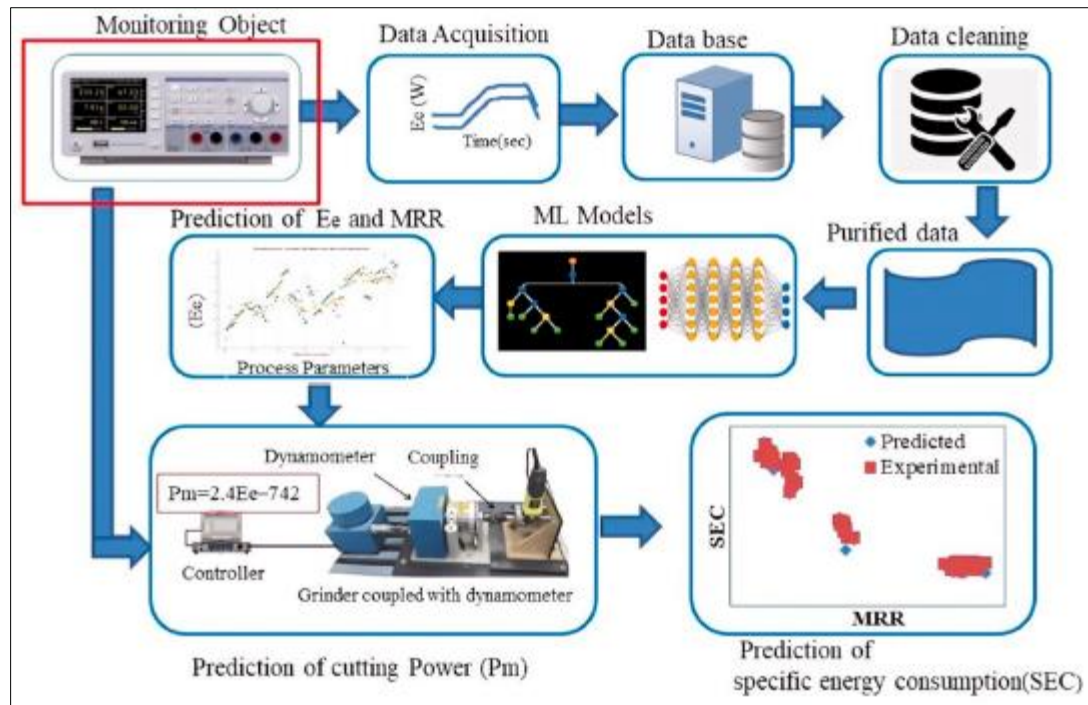 Monitoring Object
Data Acquisition
Data base
Data cleaning
Ee (W)
Time(sec)
Prediction of Ee and MRR
ML Models
Purified data
(Ee)
Process Parameters
Dynamometer
Coupling
Pm=2.4Ee-742
Controller
Grinder coupled with dynamometer
Predicted
Experimental
SEC
MRR
Prediction of cutting Power (Pm)
Prediction of
specific energy consumption(SEC)